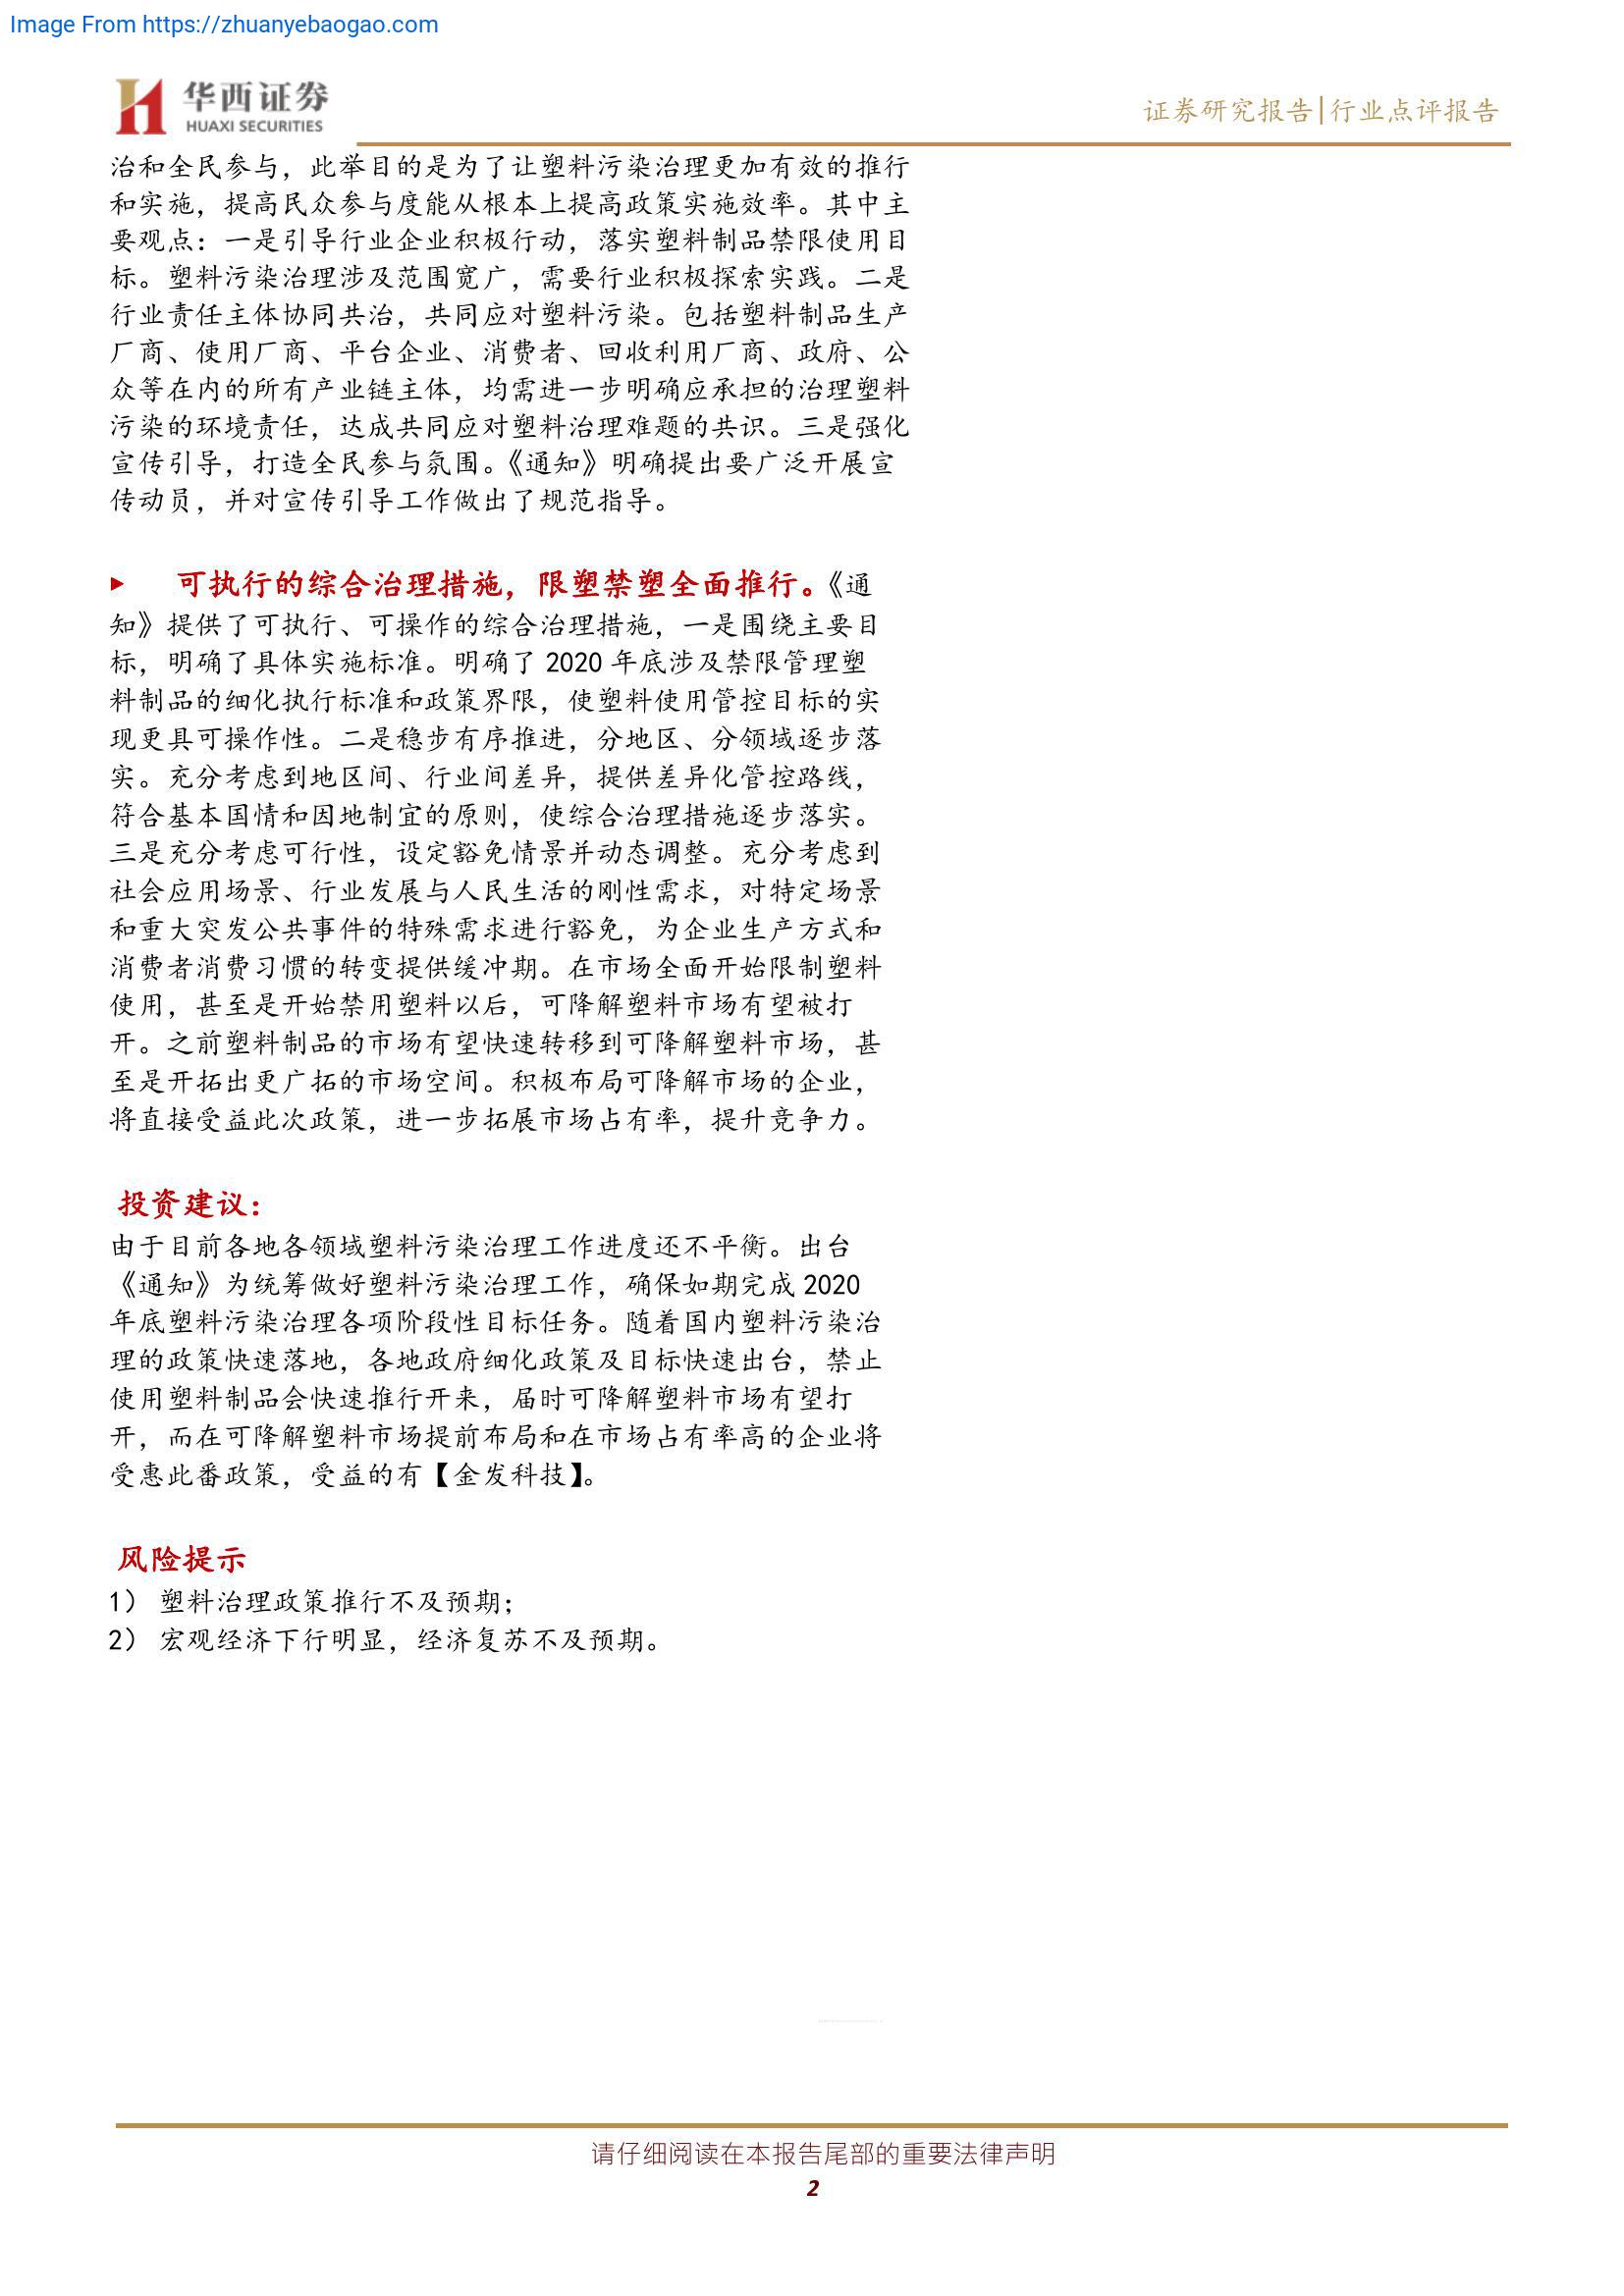 Image From https://zhuanyebaogao.com
华西证券
HUAXI SECURITIES
证券研究报告|行业点评报告
治和全民参与，此举目的是为了让塑料污染治理更加有效的推行
和实施，提高民众参与度能从根本上提高政策实施效率。其中主
要观点：一是引导行业企业积极行动，落实塑料制品禁限使用目
标。塑料污染治理涉及范围宽广，需要行业积极探索实践。二是
行业责任主体协同共治，共同应对塑料污染。包括塑料制品生产
厂商、使用厂商、平台企业、消费者、回收利用厂商、政府、公
众等在内的所有产业链主体，均需进一步明确应承担的治理塑料
污染的环境责任，达成共同应对塑料治理难题的共识。三是强化
宣传引导，打造全民参与氛围。《通知》明确提出要广泛开展宣
传动员，并对宣传引导工作做出了规范指导。
► 可执行的综合治理措施，限塑禁塑全面推行。《通
知》提供了可执行、可操作的综合治理措施，一是围绕主要目
标，明确了具体实施标准。明确了 2020 年底涉及禁限管理塑
料制品的细化执行标准和政策界限，使塑料使用管控目标的实
现更具可操作性。二是稳步有序推进，分地区、分领域逐步落
实。充分考虑到地区间、行业间差异，提供差异化管控路线，
符合基本国情和因地制宜的原则，使综合治理措施逐步落实。
三是充分考虑可行性，设定豁免情景并动态调整。充分考虑到
社会应用场景、行业发展与人民生活的刚性需求，对特定场景
和重大突发公共事件的特殊需求进行豁免，为企业生产方式和
消费者消费习惯的转变提供缓冲期。在市场全面开始限制塑料
使用，甚至是开始禁用塑料以后，可降解塑料市场有望被打
开。之前塑料制品的市场有望快速转移到可降解塑料市场，甚
至是开拓出更广拓的市场空间。积极布局可降解市场的企业，
将直接受益此次政策，进一步拓展市场占有率，提升竞争力。
投资建议：
由于目前各地各领域塑料污染治理工作进度还不平衡。出台
《通知》为统筹做好塑料污染治理工作，确保如期完成 2020
年底塑料污染治理各项阶段性目标任务。随着国内塑料污染治
理的政策快速落地，各地政府细化政策及目标快速出台，禁止
使用塑料制品会快速推行开来，届时可降解塑料市场有望打
开，而在可降解塑料市场提前布局和在市场占有率高的企业将
受惠此番政策，受益的有【金发科技】。
风险提示
1） 塑料治理政策推行不及预期；
2） 宏观经济下行明显，经济复苏不及预期。
请仔细阅读在本报告尾部的重要法律声明
2